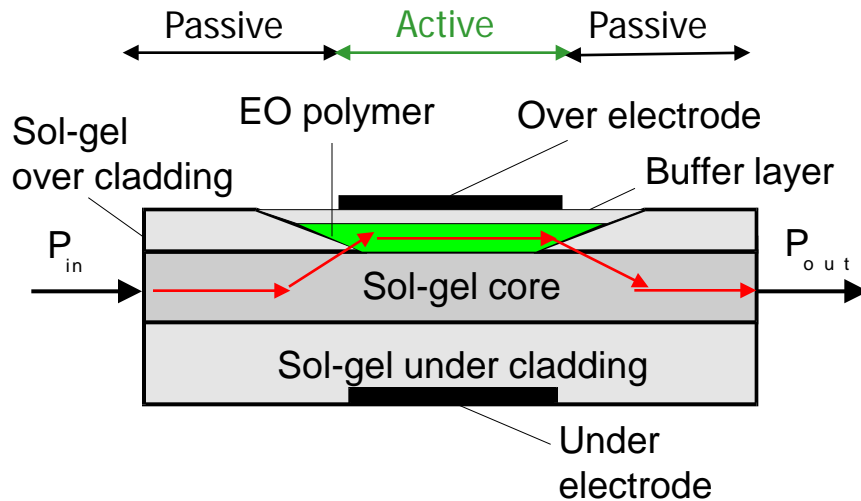 Passive
Active
Passive
EO polymer
Over electrode
Sol-gel
over cladding
Buffer layer
P in
P out
Sol-gel core
Sol-gel under cladding
Under
electrode